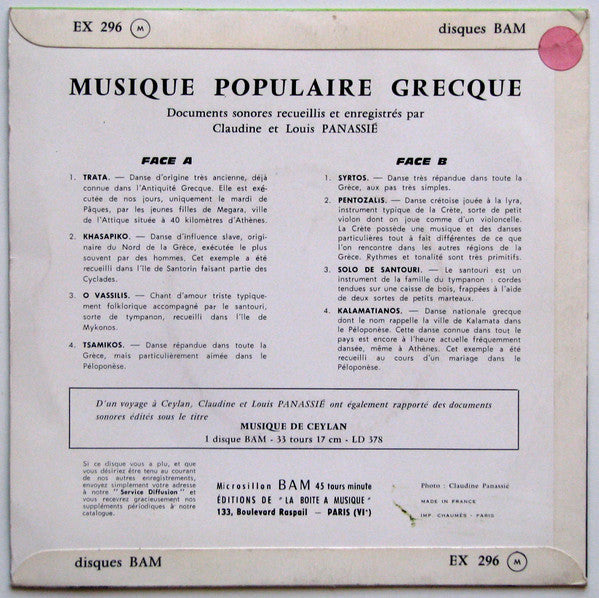 EX 296 M
disques BAM
MUSIQUE POPULAIRE GRECQUE
Documents sonores recueillis et enregistrés par
Claudine et Louis PANASSIÉ
FACE A
1. TRATA. — Danse d'origine très ancienne, déjà
connue dans l'Antiquité Grecque. Elle est exé-
cutée de nos jours, uniquement le mardi de
Pâques, par les jeunes filles de Megara, ville
de l'Attique située à 40 kilomètres d'Athènes.
2. KHASAPIKO. — Danse d'influence slave, origi-
naire du Nord de la Grèce, exécutée le plus
souvent par des hommes. Cet exemple a été
recueilli dans l'île de Santorin faisant partie des
Cyclades.
3. O VASSILIS. — Chant d'amour triste typique-
ment folklorique accompagné par le santouri,
sorte de tympanon, recueilli dans l'île de
Mykonos.
4. TSAMIKOS. — Danse répandue dans toute la
Grèce, mais particulièrement aimée dans le
Péloponèse.
FACE B
1. SYRTOS. — Danse très répandue dans toute la
Grèce, aux pas très simples.
2. PENTOZALIS. — Danse crétoise jouée à la lyra,
instrument typique de la Crète, sorte de petit
violon dont on joue comme d'un violoncelle.
La Crète possède une musique et des danses
particulières tout à fait différentes de ce que
l'on rencontre dans les autres régions de la
Grèce. Rythmes et tonalité sont très primitifs.
3. SOLO DE SANTOURI. — Le santouri est un
instrument de la famille du tympanon : cordes
tendues sur une caisse de bois, frappées à l'aide
de deux sortes de petits marteaux.
4. KALAMATIANOS. — Danse nationale grecque
dont le nom rappelle la ville de Kalamata dans
le Péloponèse. Cette danse connue dans tout le
pays est encore à l'heure actuelle fréquemment
dansée, même à Athènes. Cet exemple a été
recueilli au cours d'un mariage dans le
Péloponèse.
D'un voyage à Ceylan, Claudine et Louis PANASSIÉ ont également rapporté des documents
sonores édités sous le titre
MUSIQUE DE CEYLAN
1 disque BAM - 33 tours 17 cm - LD 378
Si ce disque vous a plu, et que
vous désiriez être tenu au courant
de nos autres enregistrements,
envoyez simplement votre adresse
à notre "Service Diffusion" et
vous recevrez gracieusement nos
suppléments périodiques à notre
catalogue.
Microsillon BAM 45 tours minute
ÉDITIONS DE "LA BOITE A MUSIQUE"
133, Boulevard Raspail — PARIS (VIe)
Photo : Claudine Panassié
MADE IN FRANCE
IMP. CHAUMÈS - PARIS
disques BAM
EX 296 M